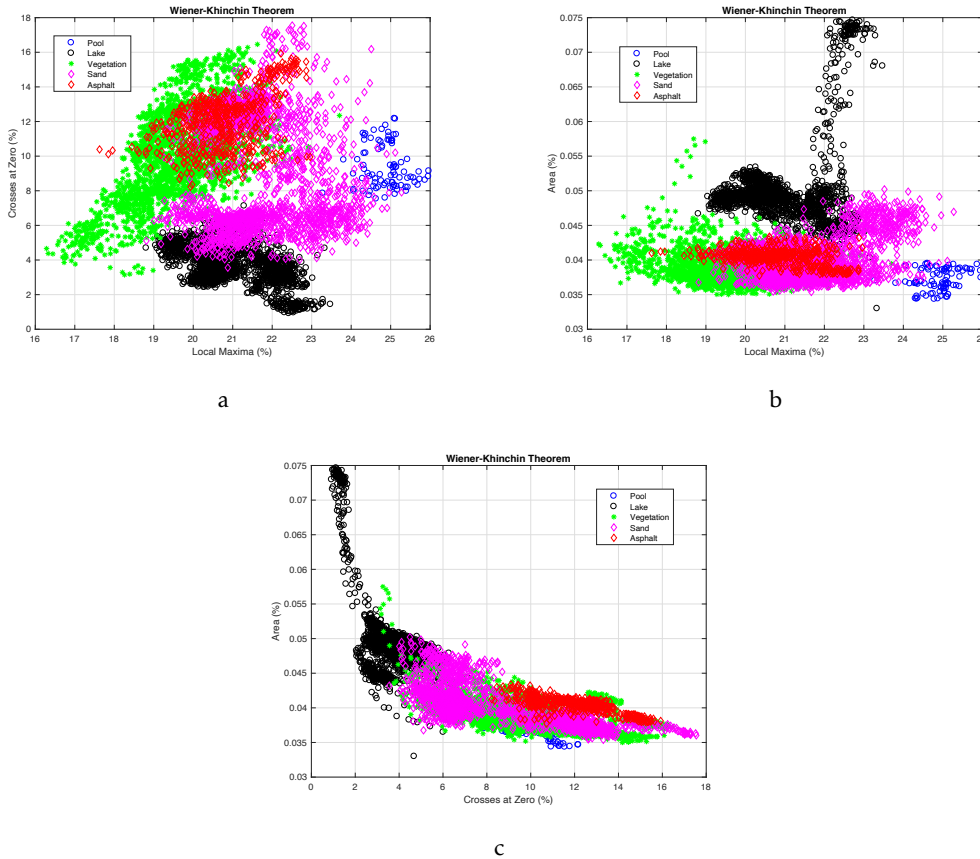 Wiener-Khinchin Theorem
18
16
14
12
10
8
6
4
2
0
Crosses at Zero (%)
Pool
Lake
Vegetation
Sand
Asphalt
16 17 18 19 20 21 22 23 24 25 26
Local Maxima (%)
a
Wiener-Khinchin Theorem
0.075
0.07
0.065
0.06
0.055
0.05
0.045
0.04
0.035
0.03
Area (%)
Pool
Lake
Vegetation
Sand
Asphalt
16 17 18 19 20 21 22 23 24 25 26
Local Maxima (%)
b
Wiener-Khinchin Theorem
0.075
0.07
0.065
0.06
0.055
0.05
0.045
0.04
0.035
0.03
Area (%)
Pool
Lake
Vegetation
Sand
Asphalt
0 2 4 6 8 10 12 14 16 18
Crosses at Zero (%)
c